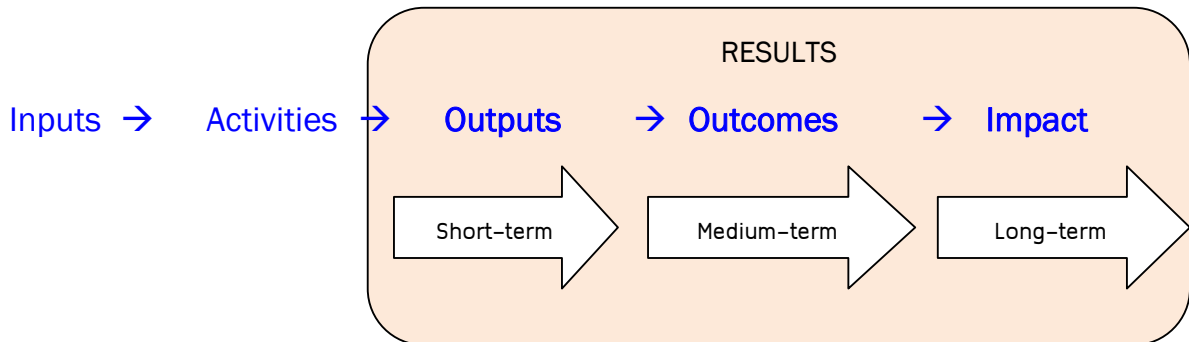 RESULTS
Inputs → Activities → Outputs → Outcomes → Impact
Short-term Medium-term Long-term